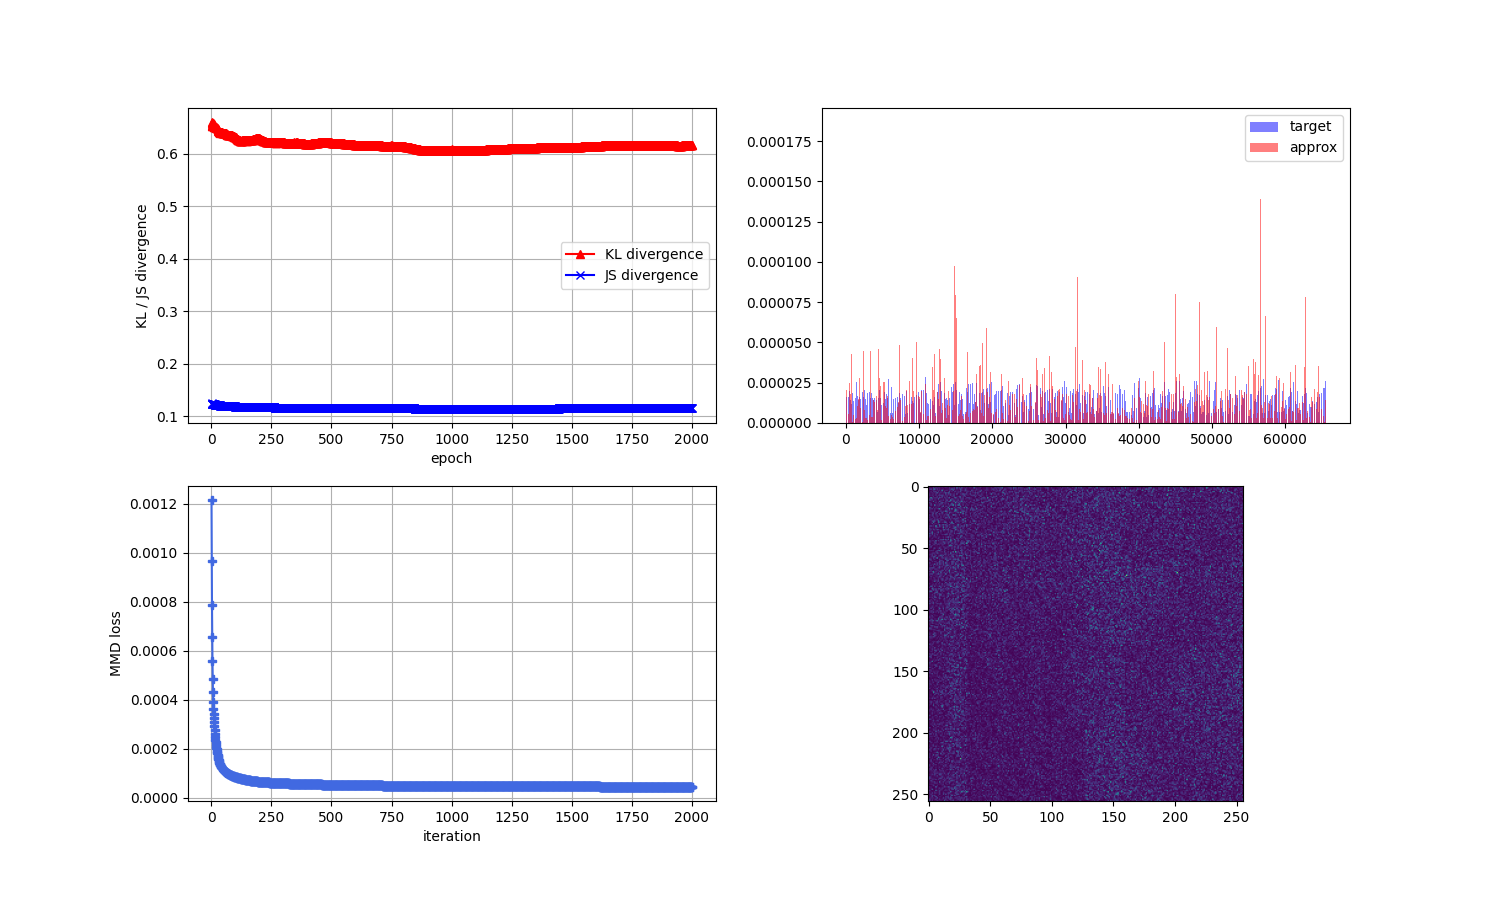 0.6
0.5
0.4
0.3
0.2
0.1
KL / JS divergence
KL divergence
JS divergence
0 250 500 750 1000 1250 1500 1750 2000
epoch
0.000175
0.000150
0.000125
0.000100
0.000075
0.000050
0.000025
0.000000
target
approx
0 10000 20000 30000 40000 50000 60000
0.0012
0.0010
0.0008
0.0006
0.0004
0.0002
0.0000
MMD loss
0 250 500 750 1000 1250 1500 1750 2000
iteration
0
50
100
150
200
250
0 50 100 150 200 250